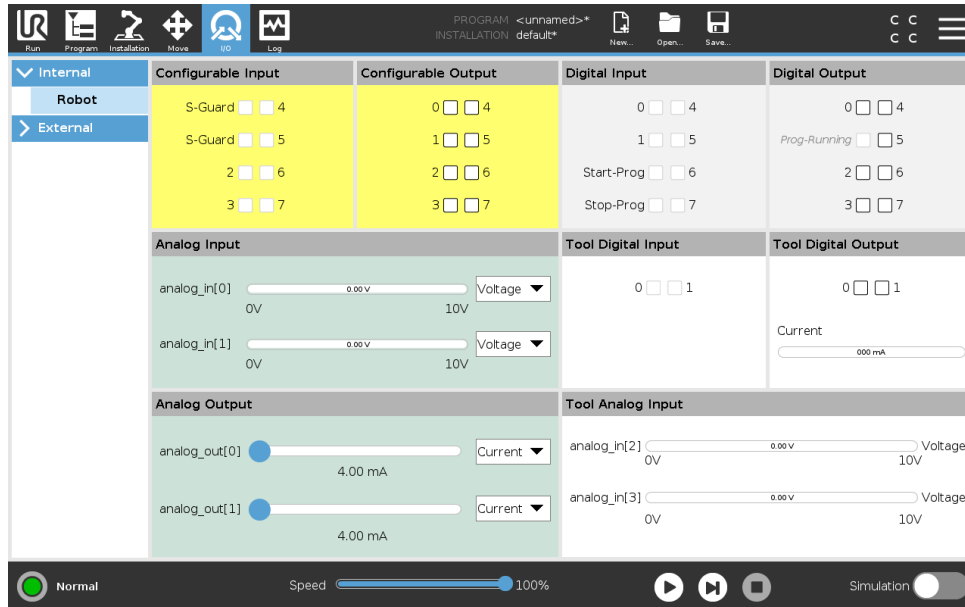 PROGRAM <unnamed>*
INSTALLATION default*
C C
C C
UR
Run Program Installation Move I/O Log New... Open... Save...
Internal
Robot
External
Configurable Input
S-Guard 4
S-Guard 5
2 6
3 7
Configurable Output
0 4
1 5
2 6
3 7
Digital Input
0 4
1 5
Start-Prog 6
Stop-Prog 7
Digital Output
0 4
Prog-Running 5
2 6
3 7
Analog Input
analog_in[0] 0.00 V Voltage
0V 10V
analog_in[1] 0.00 V Voltage
0V 10V
Tool Digital Input
0 1
Tool Digital Output
0 1
Current
000 mA
Analog Output
analog_out[0] Current
4.00 mA
analog_out[1] Current
4.00 mA
Tool Analog Input
analog_in[2] 0.00 V Voltage
0V 10V
analog_in[3] 0.00 V Voltage
0V 10V
Normal Speed 100% Simulation